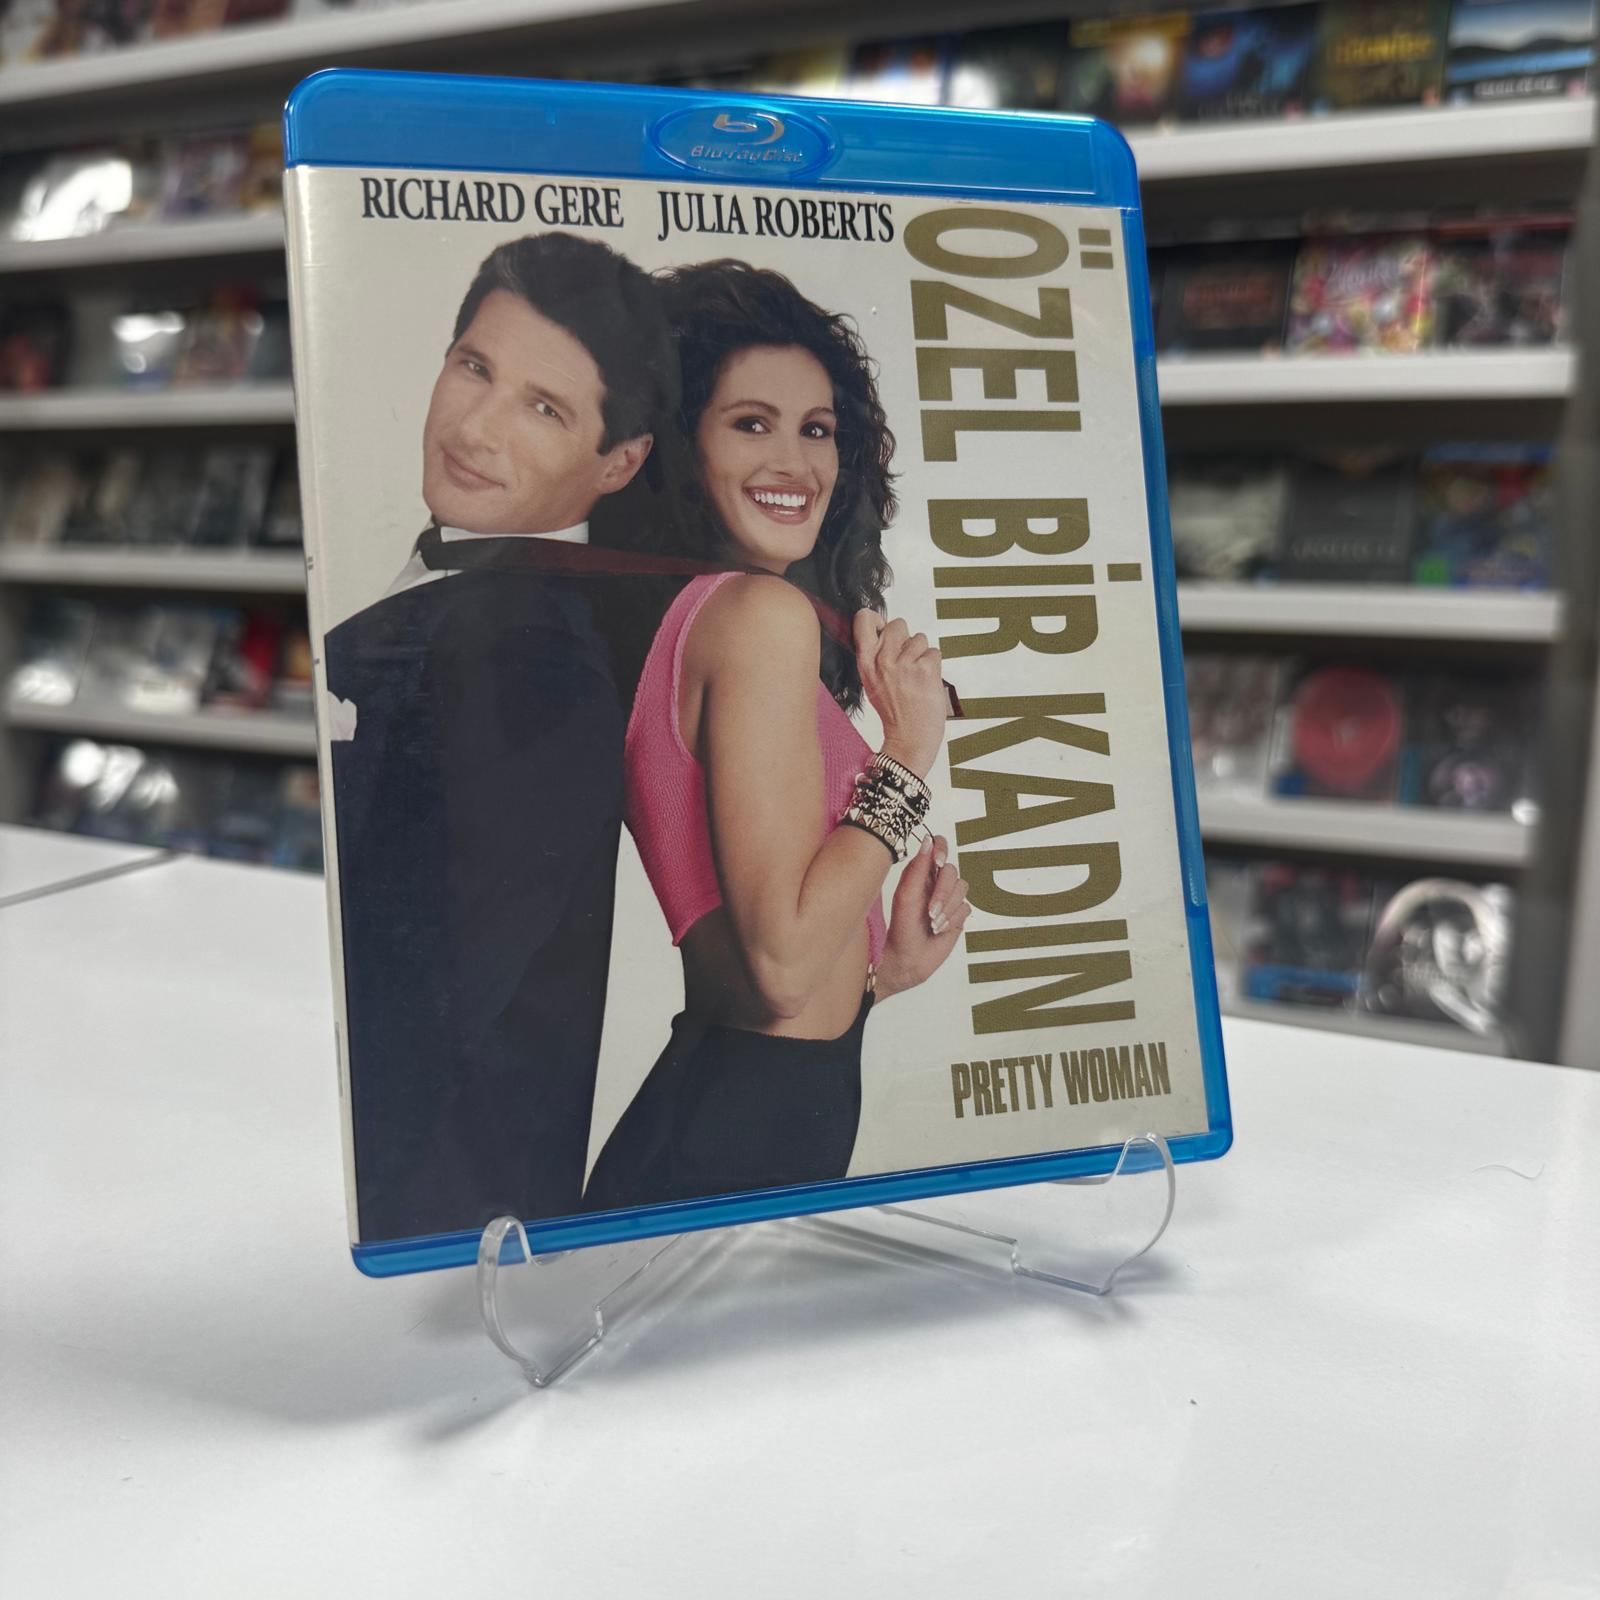 Blu-ray Disc
RICHARD GERE JULIA ROBERTS
ÖZEL BİR KADIN
PRETTY WOMAN